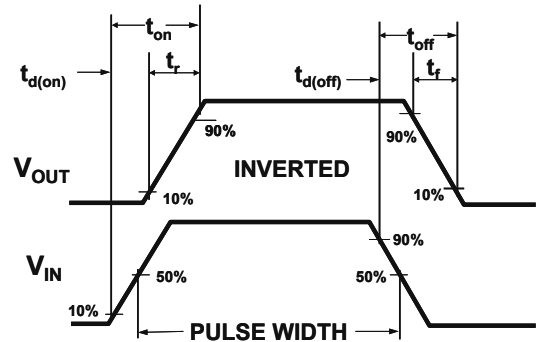 t_on
t_off
t_d(on)
t_r
t_d(off)
t_f
90%
90%
V_OUT
INVERTED
10%
10%
90%
V_IN
50%
50%
10%
PULSE WIDTH